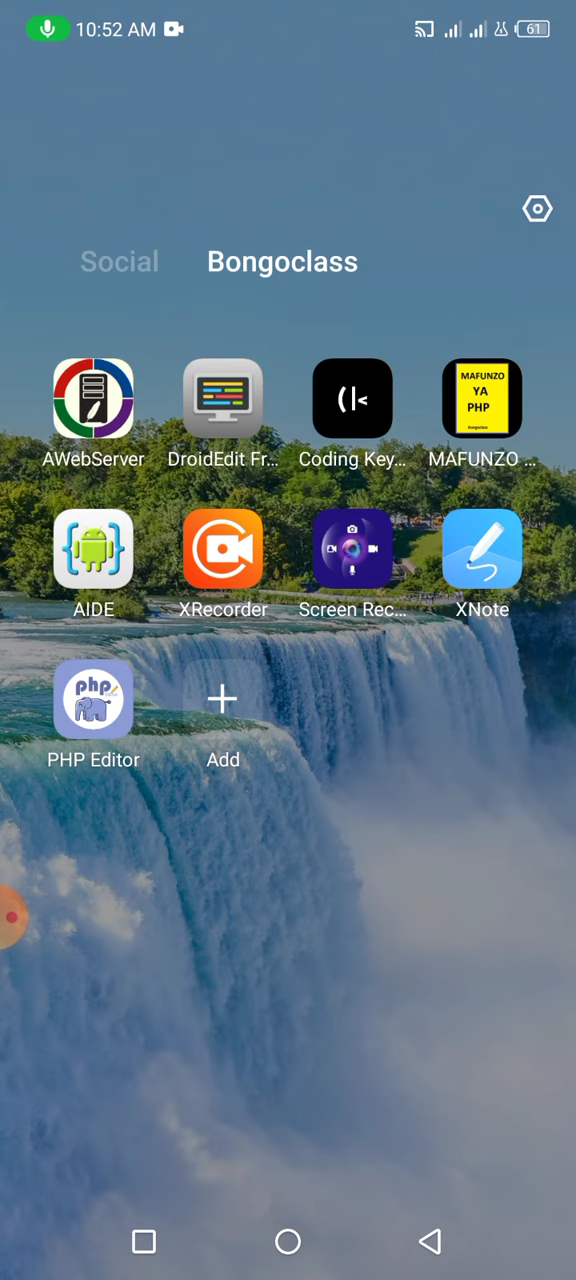 10:52 AM
61
Social Bongoclass
MAFUNZO
YA
PHP
AWebServer DroidEdit Fr... Coding Key... MAFUNZO ...
AIDE XRecorder Screen Rec... XNote
php
PHP Editor Add